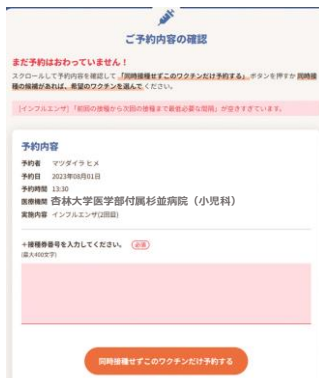 ご予約内容の確認
まだ予約はおわっていません！
スクロールして予約内容を確認して「同時接種せずこのワクチンだけ予約する」ボタンを押すか 同時接
種の候補があれば、希望のワクチンを選んでください。
[インフルエンザ] 「前回の接種から次回の接種まで最低必要な間隔」が空きすぎています。
予約内容
予約者 マツダイラ ヒメ
予約日 2023年08月01日
予約時間 13:30
医療機関 杏林大学医学部付属杉並病院（小児科）
実施内容 インフルエンザ(2回目)
＋接種券番号を入力してください。 必須
(最大400文字)
同時接種せずこのワクチンだけ予約する